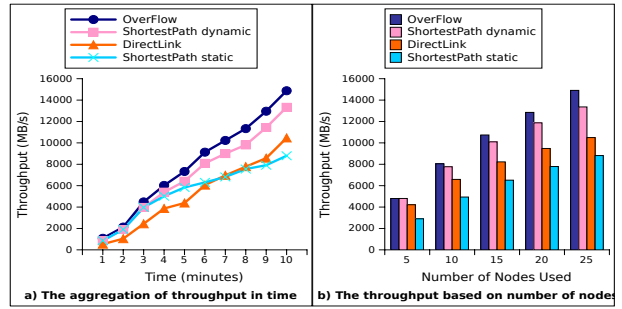 OverFlow
ShortestPath dynamic
DirectLink
ShortestPath static
16000
14000
12000
10000
8000
6000
4000
2000
0
Throughput (MB/s)
1 2 3 4 5 6 7 8 9 10
Time (minutes)
a) The aggregation of throughput in time
OverFlow
ShortestPath dynamic
DirectLink
ShortestPath static
16000
14000
12000
10000
8000
6000
4000
2000
0
Throughput (MB/s)
5 10 15 20 25
Number of Nodes Used
b) The throughput based on number of nodes